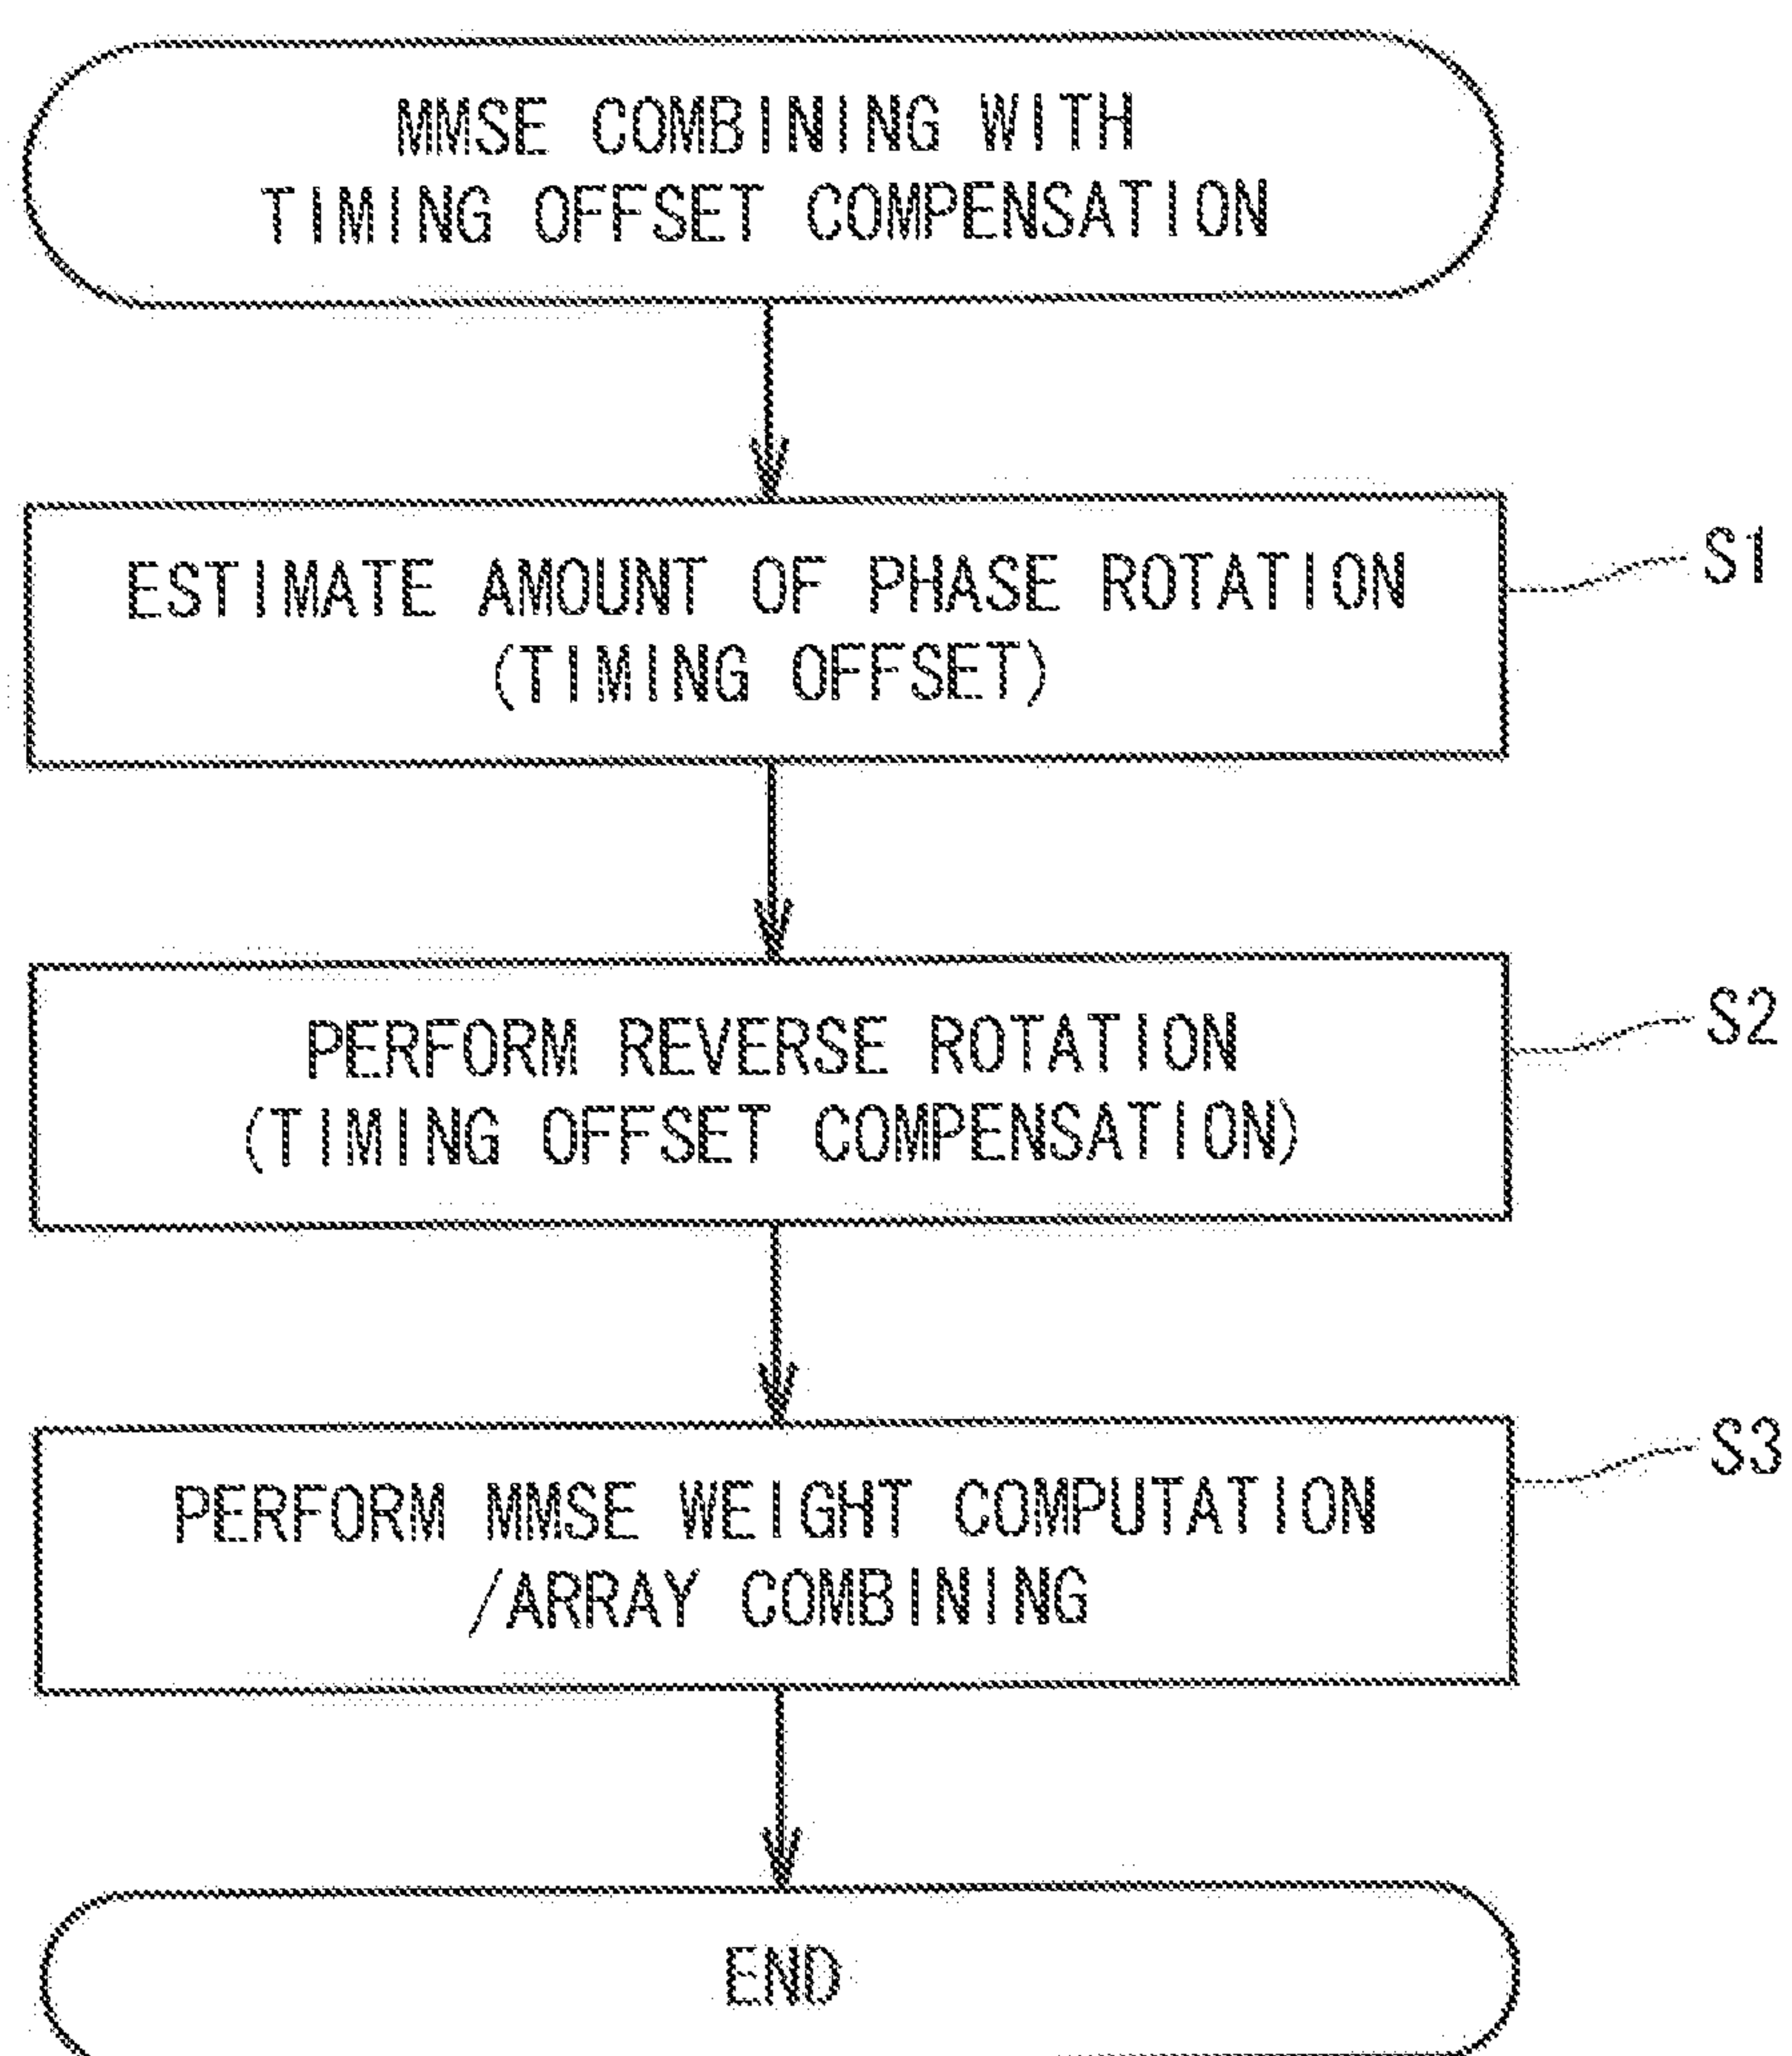 MMSE COMBINING WITH
TIMING OFFSET COMPENSATION
ESTIMATE AMOUNT OF PHASE ROTATION
(TIMING OFFSET)
S1
PERFORM REVERSE ROTATION
(TIMING OFFSET COMPENSATION)
S2
PERFORM MMSE WEIGHT COMPUTATION
/ARRAY COMBINING
S3
END